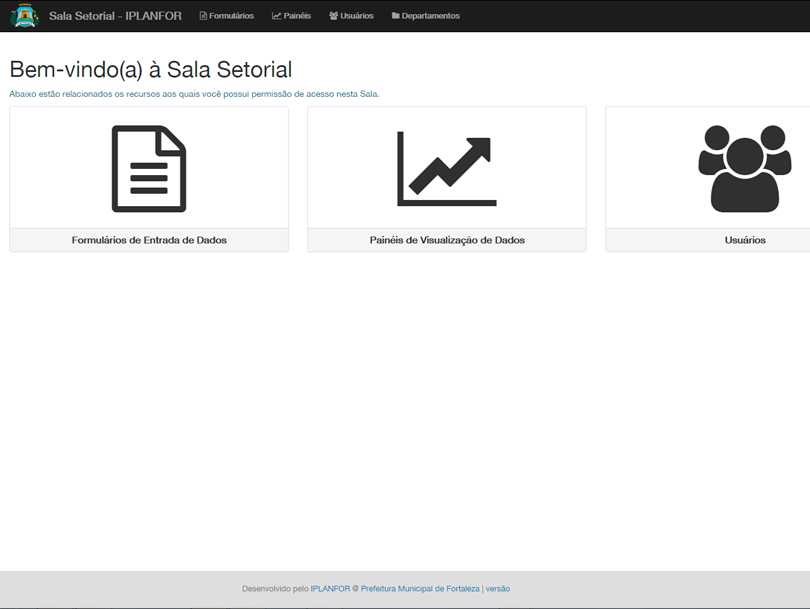 Sala Setorial - IPLANFOR Formulários Painéis Usuários Departamentos
Bem-vindo(a) à Sala Setorial
Abaixo estão relacionados os recursos aos quais você possui permissão de acesso nesta Sala.
Formulários de Entrada de Dados
Painéis de Visualização de Dados
Usuários
Desenvolvido pelo IPLANFOR @ Prefeitura Municipal de Fortaleza | versão